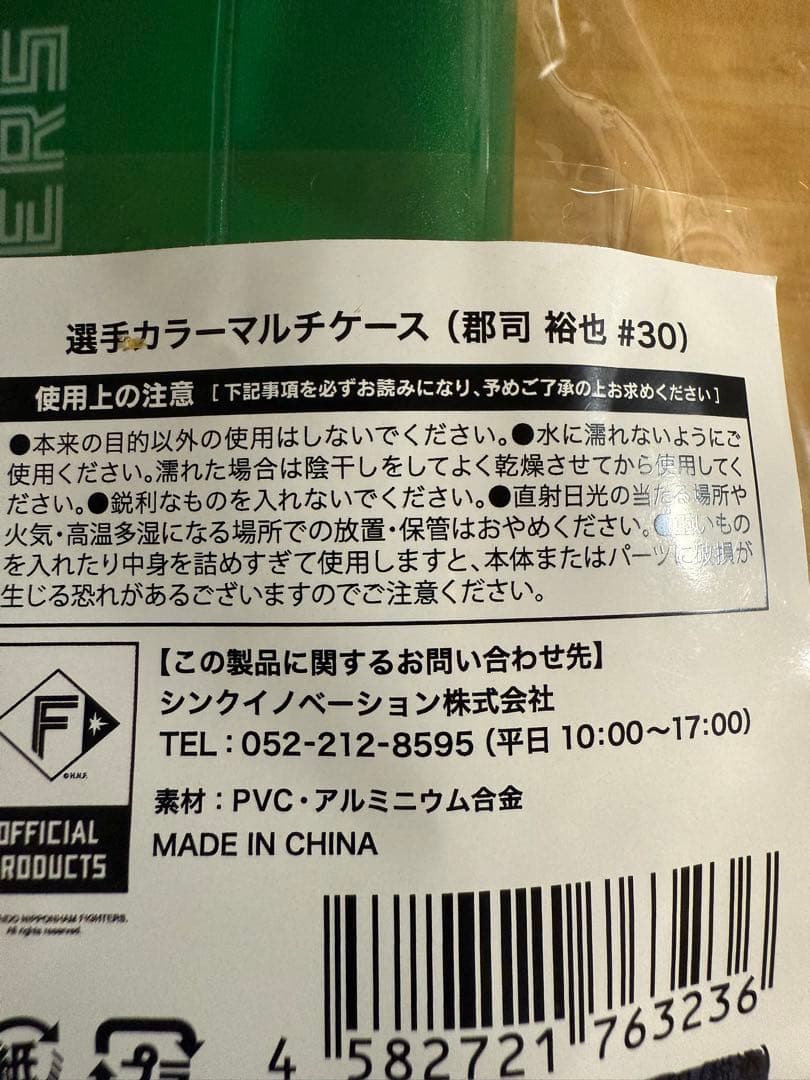 ERS
選手カラーマルチケース（郡司 裕也 #30）
使用上の注意 [下記事項を必ずお読みになり、予めご了承の上お求めください]
●本来の目的以外の使用はしないでください。●水に濡れないようにご
使用ください。濡れた場合は陰干しをしてよく乾燥させてから使用してく
ださい。●鋭利なものを入れないでください。●直射日光の当たる場所や
火気・高温多湿になる場所での放置・保管はおやめください。●いもの
を入れたり中身を詰めすぎて使用しますと、本体またはパーツに破損が
生じる恐れがあるございますのでご注意ください。
【この製品に関するお問い合わせ先】
シンクイノベーション株式会社
TEL：052-212-8595 (平日 10:00〜17:00)
F
©H.N.F.
素材：PVC・アルミニウム合金
MADE IN CHINA
OFFICIAL
PRODUCTS
NIPPONHAM FIGHTERS.
All rights reserved.
4 582721 763236
紙
プ